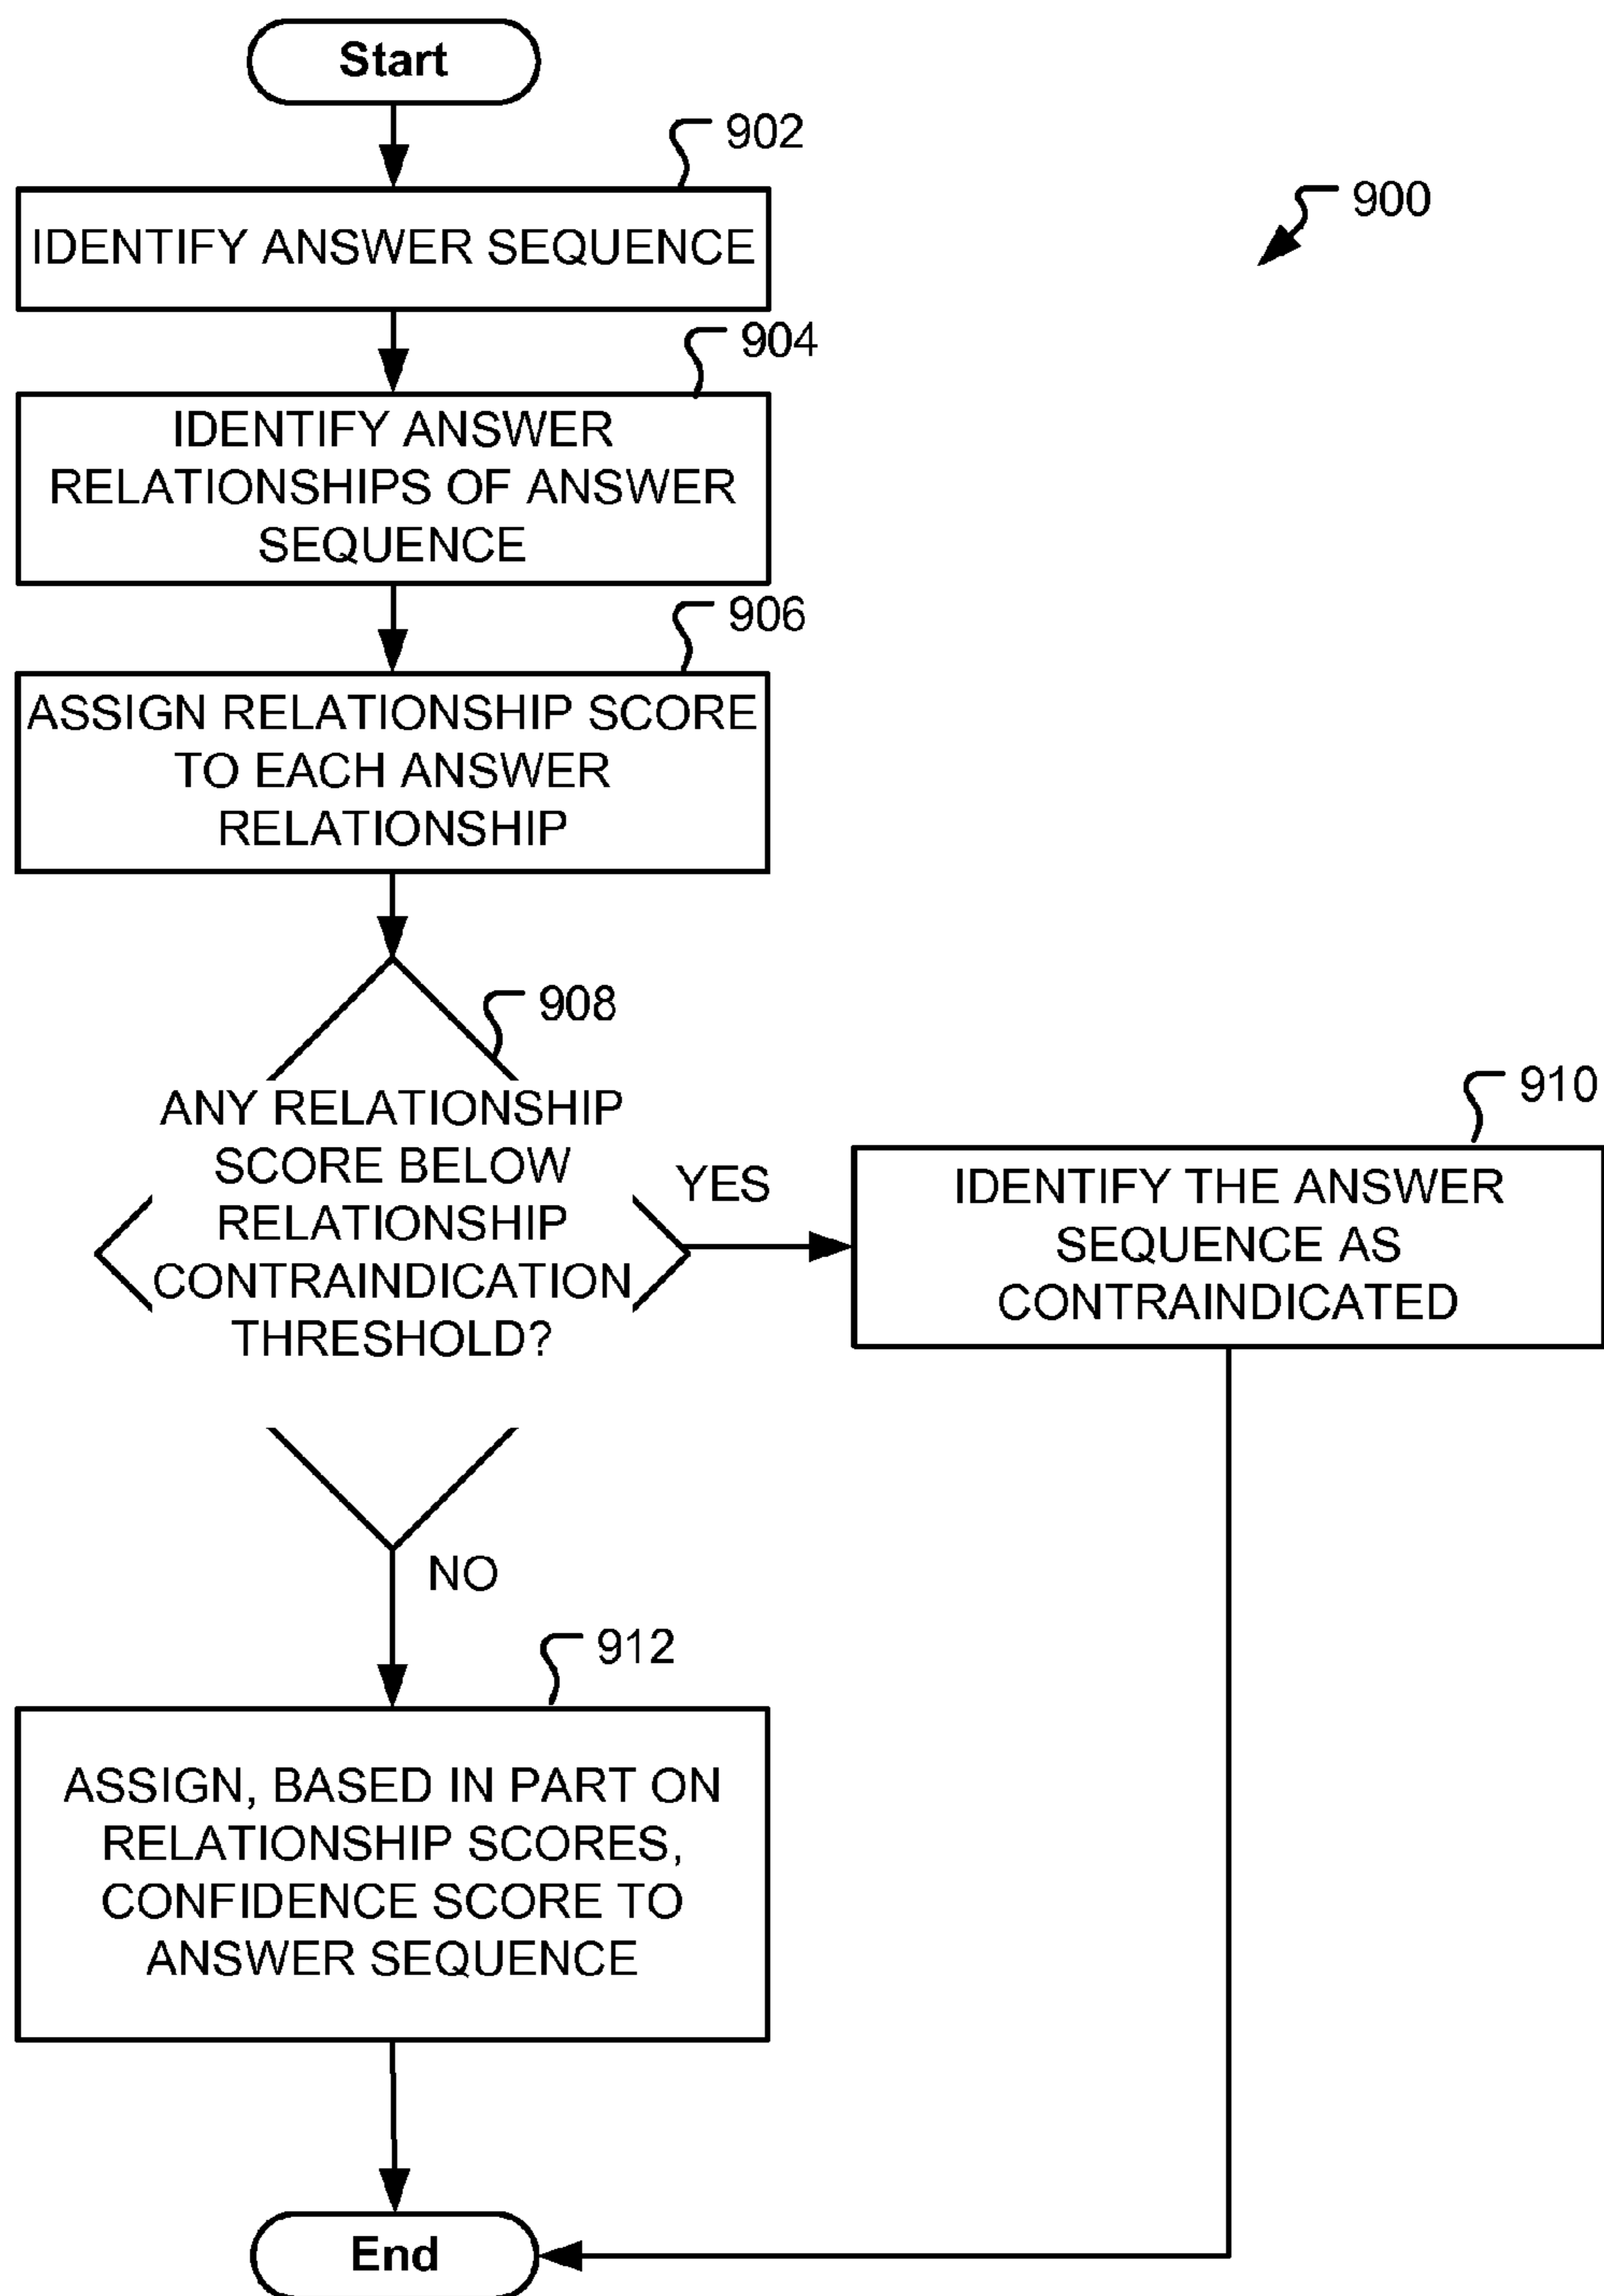 Start
902
900
IDENTIFY ANSWER SEQUENCE
904
IDENTIFY ANSWER
RELATIONSHIPS OF ANSWER
SEQUENCE
906
ASSIGN RELATIONSHIP SCORE
TO EACH ANSWER
RELATIONSHIP
908
ANY RELATIONSHIP
SCORE BELOW
RELATIONSHIP
CONTRAINDICATION
THRESHOLD?
YES
910
IDENTIFY THE ANSWER
SEQUENCE AS
CONTRAINDICATED
NO
912
ASSIGN, BASED IN PART ON
RELATIONSHIP SCORES,
CONFIDENCE SCORE TO
ANSWER SEQUENCE
End